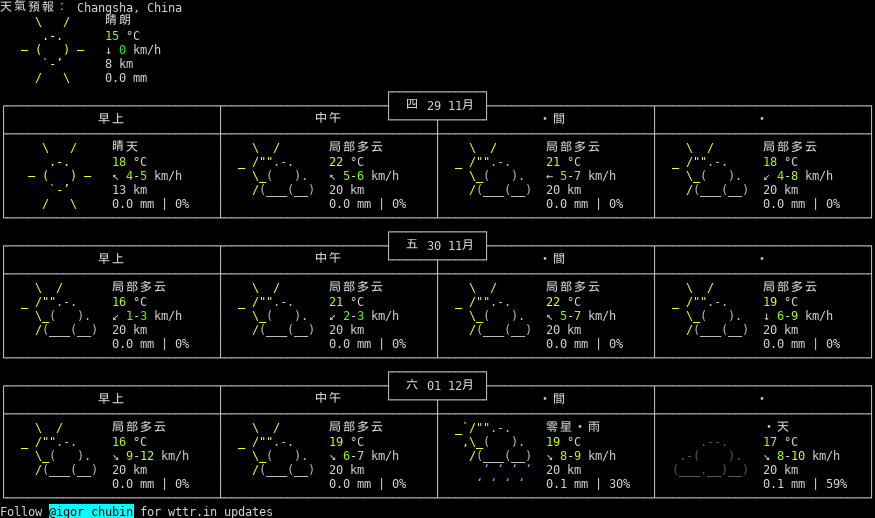 天氣預報： Changsha, China
晴朗
15 °C
↓ 0 km/h
8 km
0.0 mm
四 29 11月
早上 中午 ·間 ·
晴天 局部多云 局部多云 局部多云
18 °C 22 °C 21 °C 18 °C
↖ 4-5 km/h ↖ 5-6 km/h ← 5-7 km/h ↙ 4-8 km/h
13 km 20 km 20 km 20 km
0.0 mm | 0% 0.0 mm | 0% 0.0 mm | 0% 0.0 mm | 0%
五 30 11月
早上 中午 ·間 ·
局部多云 局部多云 局部多云 局部多云
16 °C 21 °C 22 °C 19 °C
↙ 1-3 km/h ↙ 2-3 km/h ↖ 5-7 km/h ↓ 6-9 km/h
20 km 20 km 20 km 20 km
0.0 mm | 0% 0.0 mm | 0% 0.0 mm | 0% 0.0 mm | 0%
六 01 12月
早上 中午 ·間 ·
局部多云 局部多云 零星·雨 ·天
16 °C 19 °C 19 °C 17 °C
↘ 9-12 km/h ↘ 6-7 km/h ↘ 8-9 km/h ↘ 8-10 km/h
20 km 20 km 20 km 20 km
0.0 mm | 0% 0.0 mm | 0% 0.1 mm | 30% 0.1 mm | 59%
Follow @igor_chubin for wttr.in updates